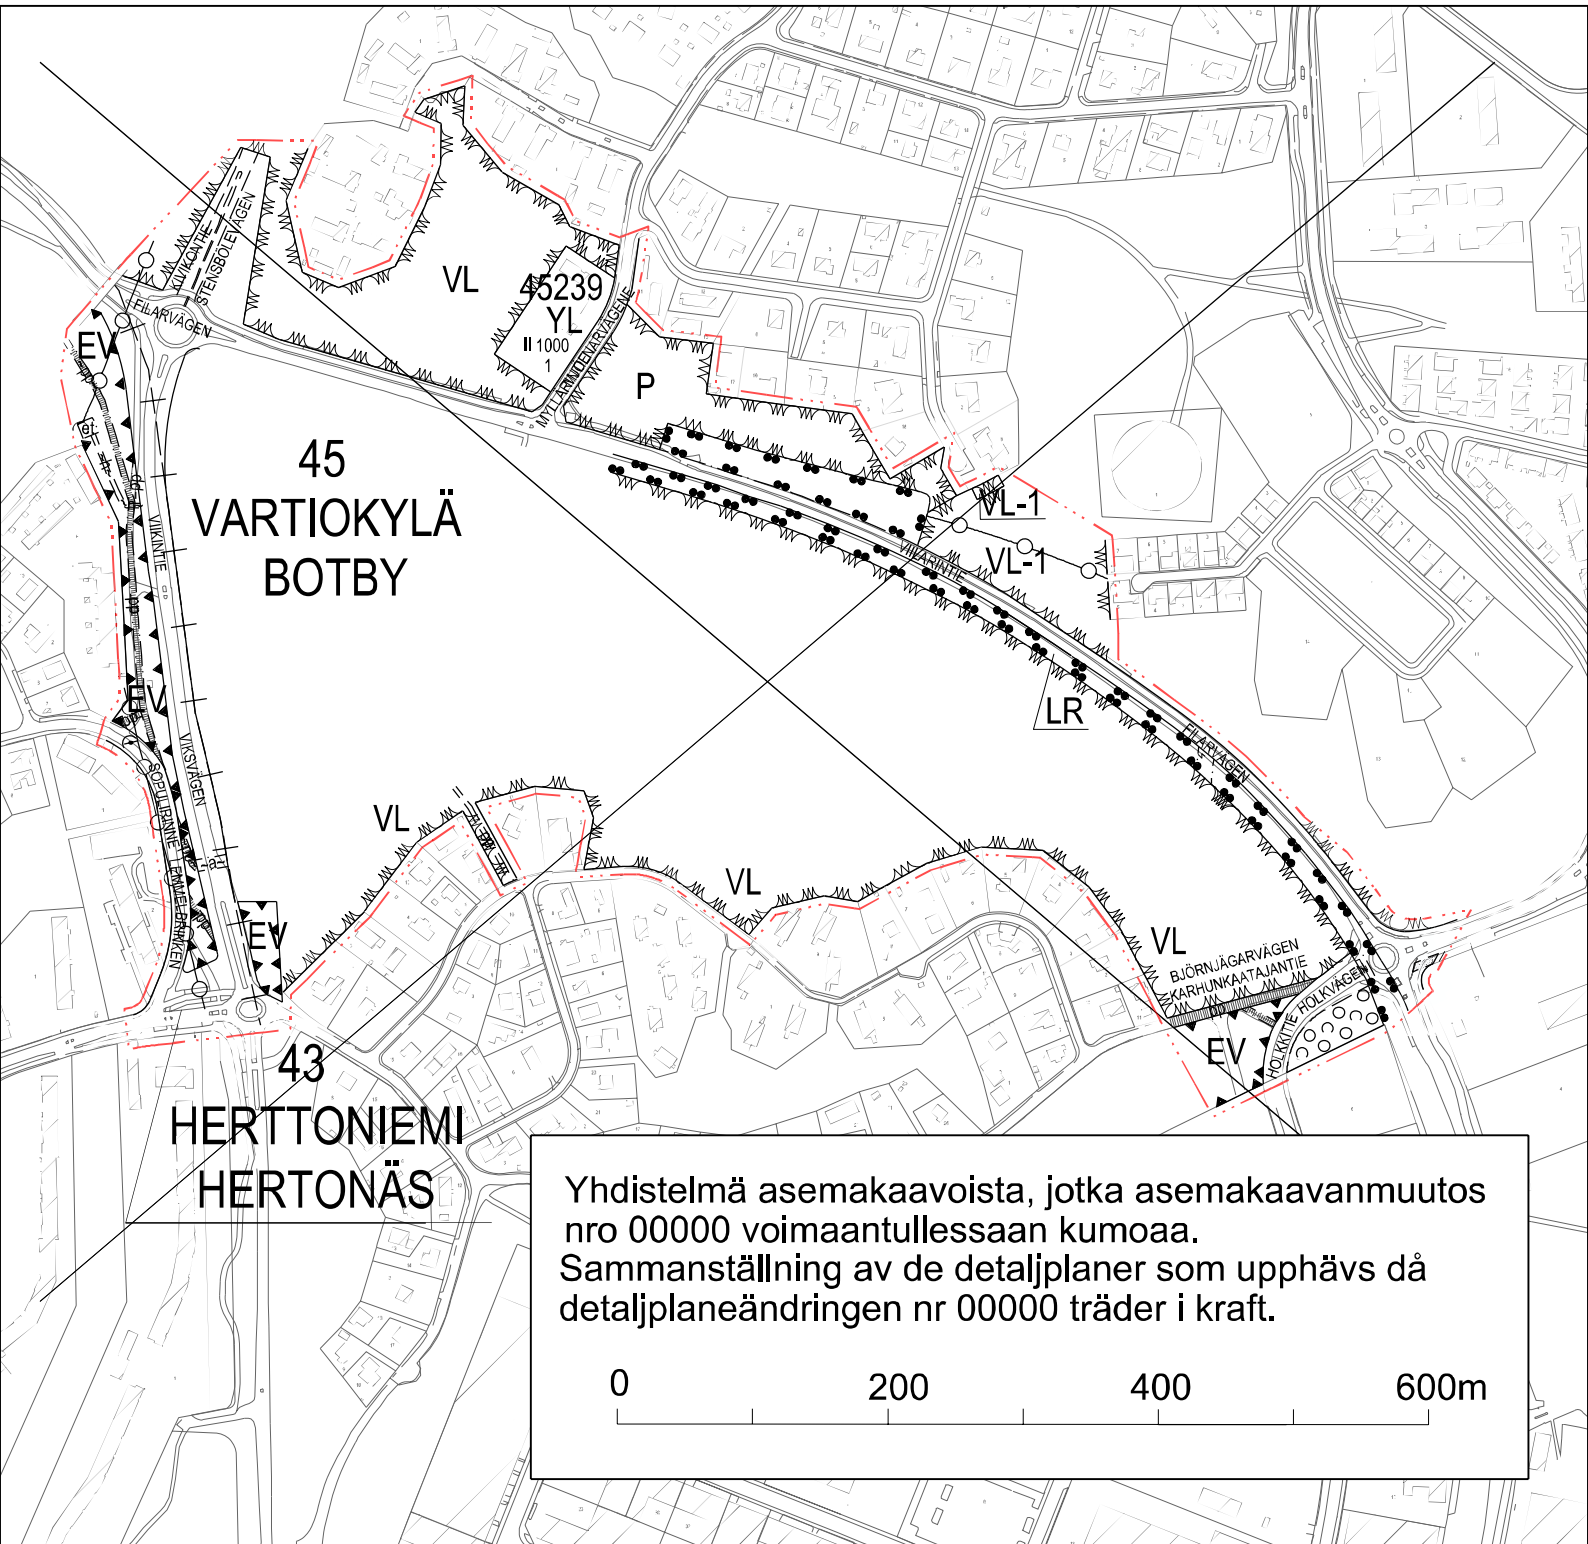 KIVIKONTIE
STENSBÖLEVÄGEN
FILARVÄGEN
VL
45239
YL
II 1000
1
EV
P
45
VARTIOKYLÄ
BOTBY
VIKINTIE
VL-1
VL-1
VIILARINTIE
LR
FILARVÄGEN
EV
VIKSVÄGEN
SOPULIRINNE LEMMELBRINKEN
VL
VL
VL
EV
BJÖRNJÄGARVÄGEN
KARHUNKAATAJANTIE
HOLKKITIE HOLKVÄGEN
EV
43
HERTTONIEMI
HERTONÄS
Yhdistelmä asemakaavoista, jotka asemakaavanmuutos
nro 00000 voimaantullessaan kumoaa.
Sammanställning av de detaljplaner som upphävs då
detaljplaneändringen nr 00000 träder i kraft.
0 200 400 600m